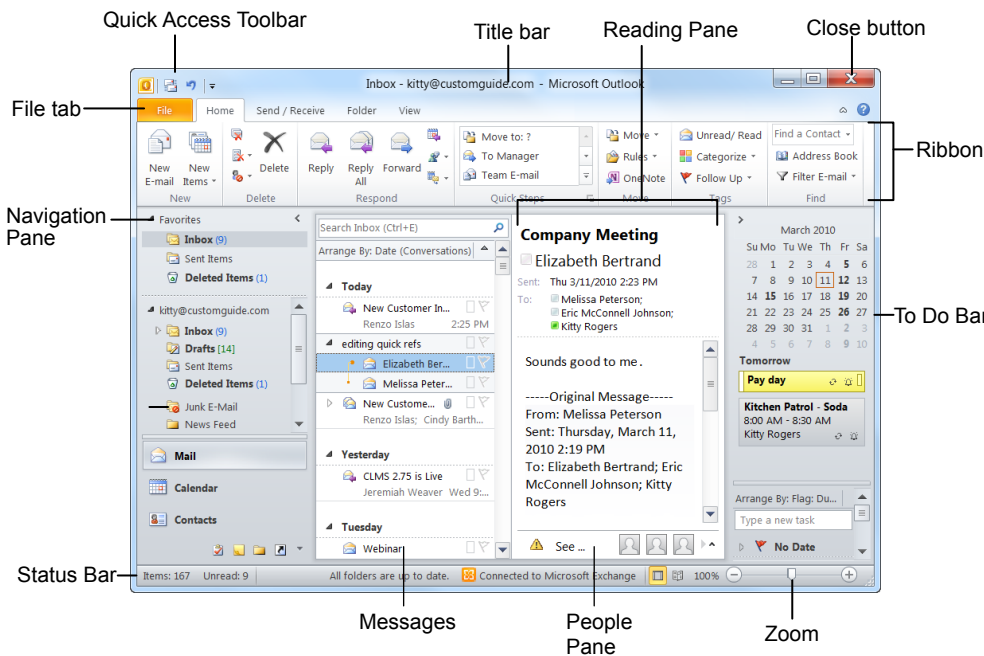 Quick Access Toolbar
Title bar
Reading Pane
Close button
Inbox - kitty@customguide.com - Microsoft Outlook
File tab
File Home Send / Receive Folder View
New E-mail
New Items
Delete
Reply
Reply All
Forward
Move to: ?
To Manager
Team E-mail
Move
Rules
OneNote
Unread/ Read
Categorize
Follow Up
Find a Contact
Address Book
Filter E-mail
New Delete Respond Quick Steps Move Tags Find
Ribbon
Navigation
Pane
Favorites
Inbox (9)
Sent Items
Deleted Items (1)
kitty@customguide.com
Inbox (9)
Drafts [14]
Sent Items
Deleted Items (1)
Junk E-Mail
News Feed
Mail
Calendar
Contacts
Search Inbox (Ctrl+E)
Arrange By: Date (Conversations)
Today
New Customer In...
Renzo Islas 2:25 PM
editing quick refs
Elizabeth Ber...
Melissa Peter...
New Custome...
Renzo Islas; Cindy Barth...
Yesterday
CLMS 2.75 is Live
Jeremiah Weaver Wed 9:...
Tuesday
Webinar
Company Meeting
Elizabeth Bertrand
Sent: Thu 3/11/2010 2:23 PM
To: Melissa Peterson;
Eric McConnell Johnson;
Kitty Rogers
Sounds good to me.
-----Original Message-----
From: Melissa Peterson
Sent: Thursday, March 11,
2010 2:19 PM
To: Elizabeth Bertrand; Eric
McConnell Johnson; Kitty
Rogers
See ...
March 2010
Su Mo Tu We Th Fr Sa
28 1 2 3 4 5 6
7 8 9 10 11 12 13
14 15 16 17 18 19 20
21 22 23 24 25 26 27
28 29 30 31 1 2 3
4 5 6 7 8 9 10
To Do Bar
Tomorrow
Pay day
Kitchen Patrol - Soda
8:00 AM - 8:30 AM
Kitty Rogers
Arrange By: Flag: Du...
Type a new task
No Date
Status Bar
Items: 167 Unread: 9 All folders are up to date. Connected to Microsoft Exchange 100%
Messages
People
Pane
Zoom